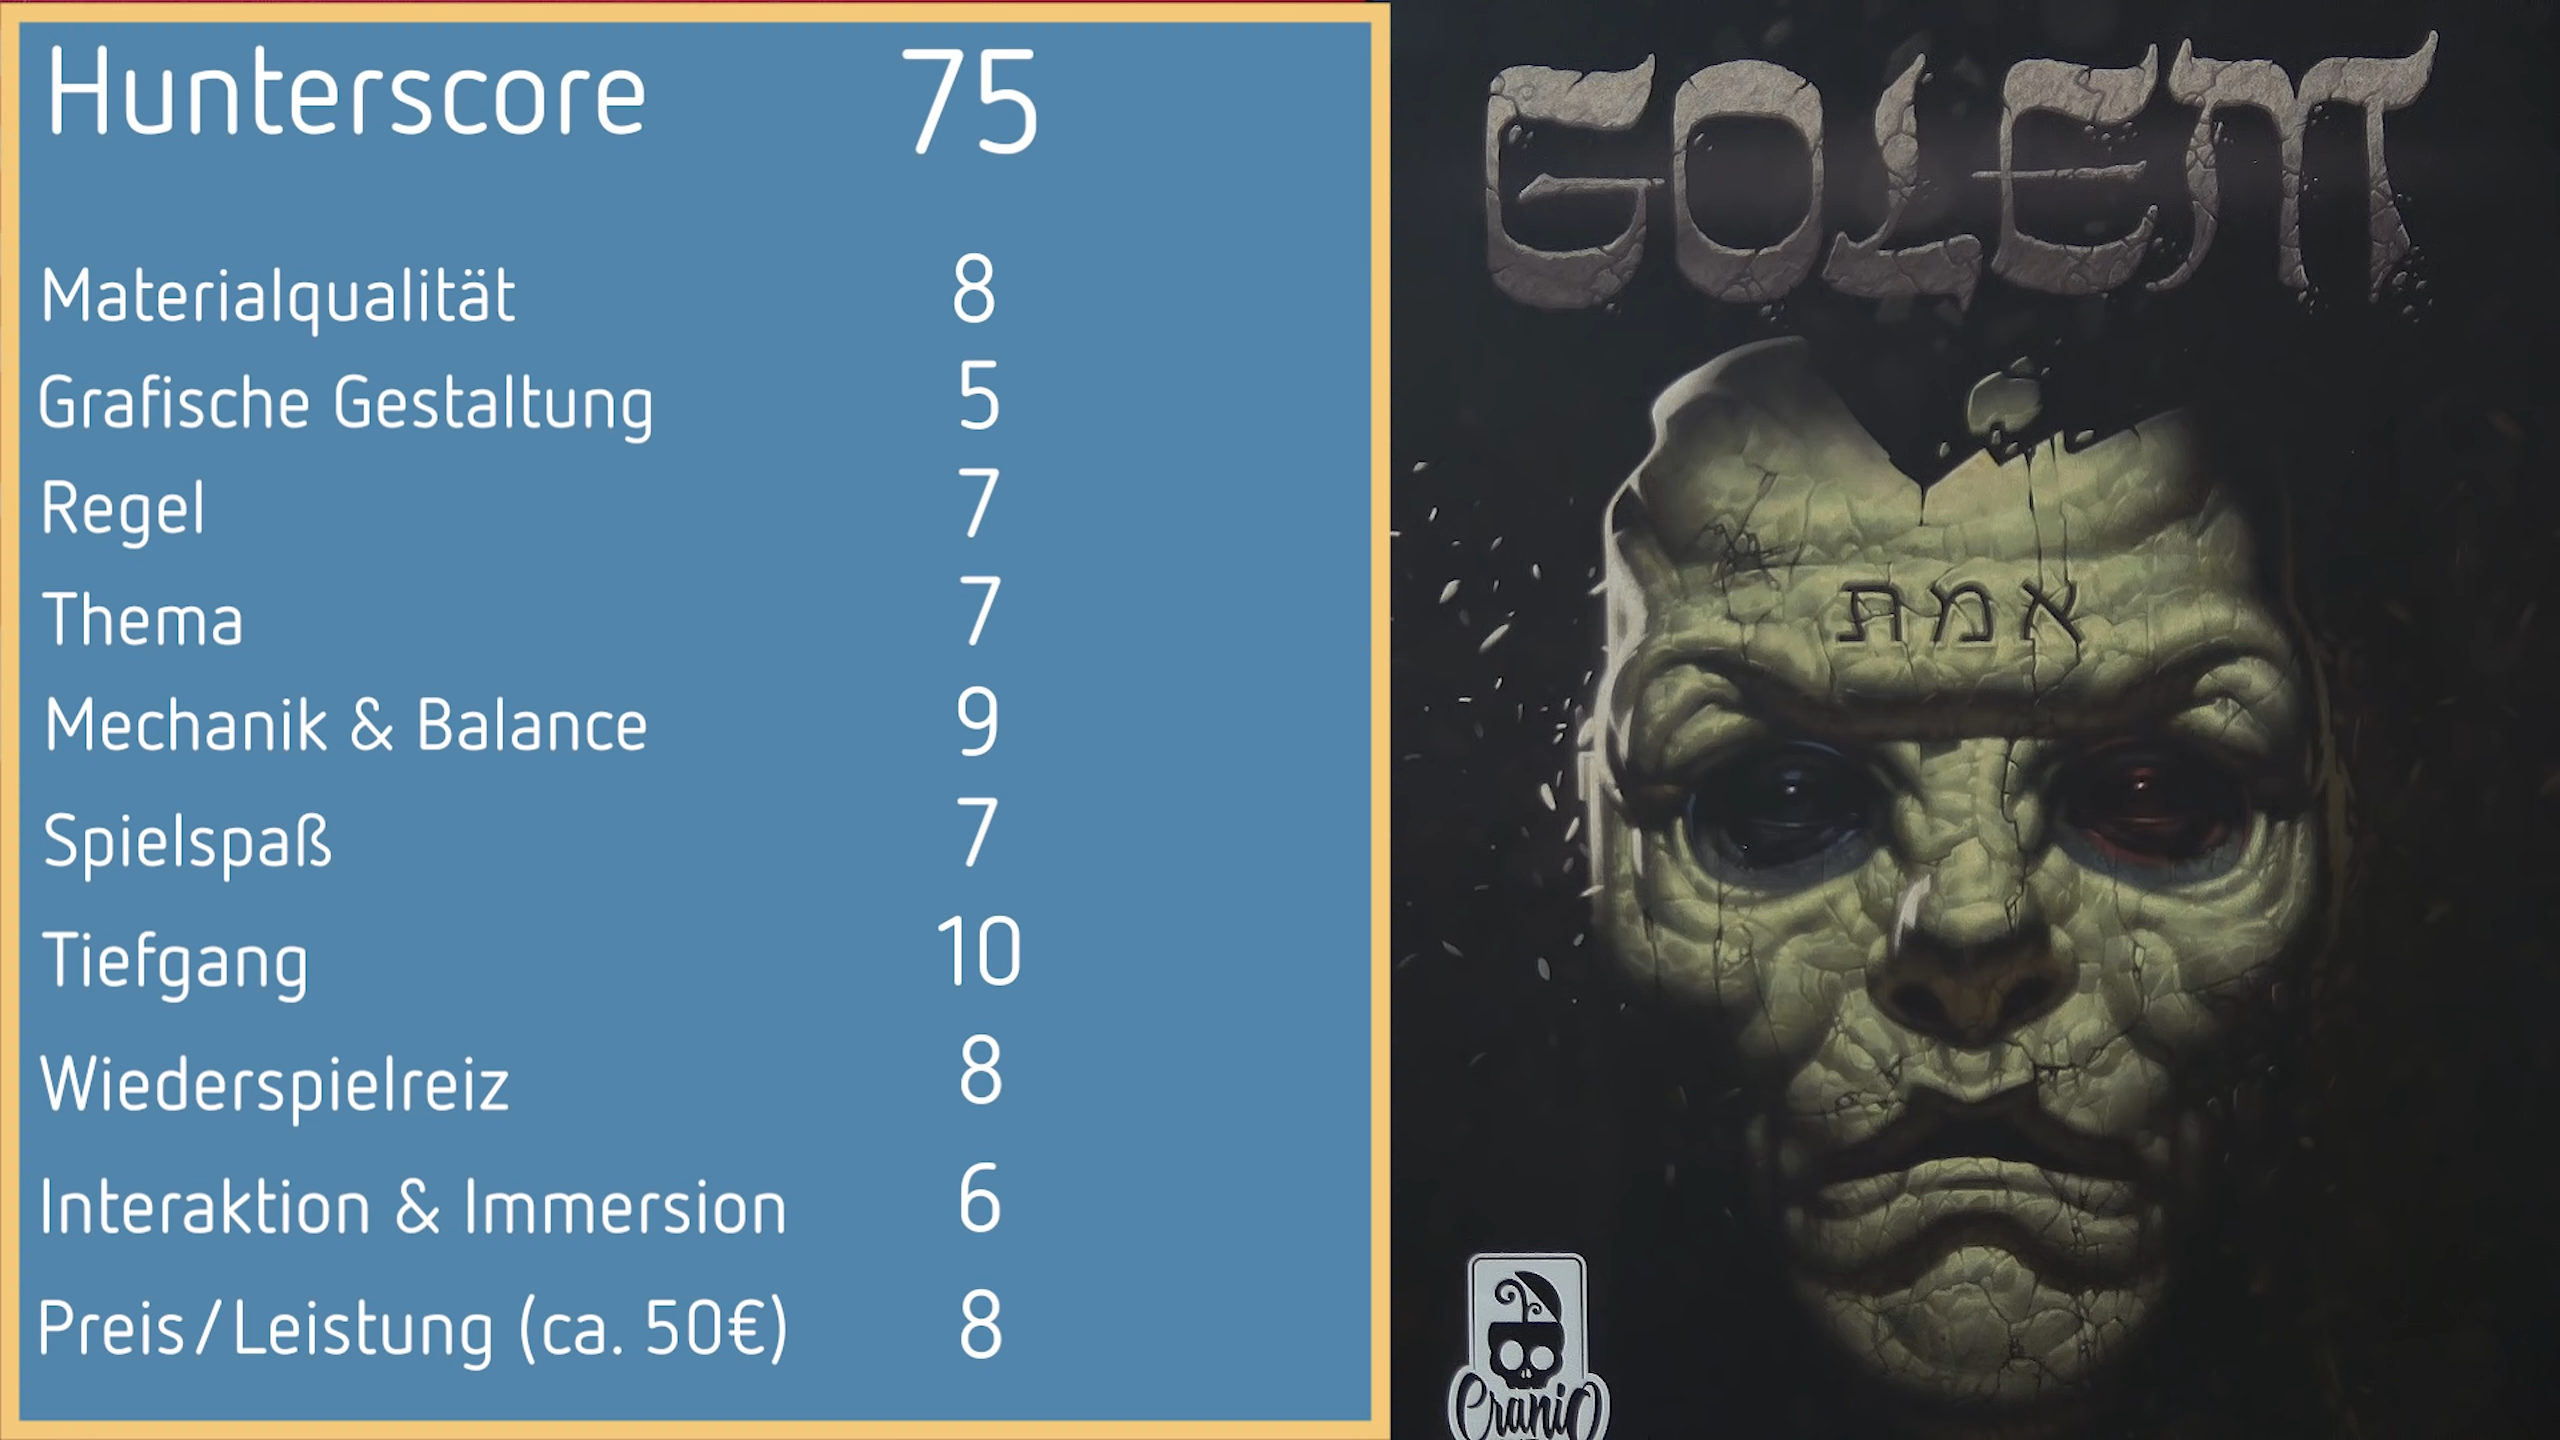 Hunterscore 75
Materialqualität 8
Grafische Gestaltung 5
Regel 7
Thema 7
Mechanik & Balance 9
Spielspaß 7
Tiefgang 10
Wiederspielreiz 8
Interaktion & Immersion 6
Preis/Leistung (ca. 50€) 8
GOLEM
אמת
Cranio